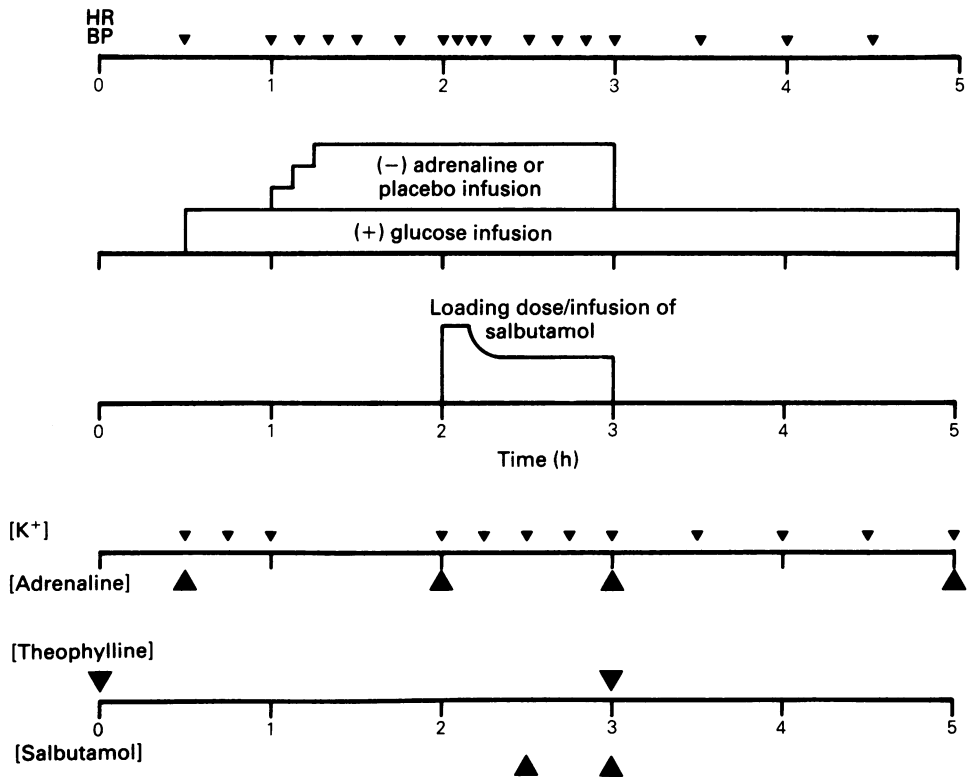 HR
BP
0 1 2 3 4 5
(−) adrenaline or
placebo infusion
(+) glucose infusion
Loading dose/infusion of
salbutamol
0 1 2 3 4 5
Time (h)
[K+]
[Adrenaline]
[Theophylline]
0 1 2 3 4 5
[Salbutamol]